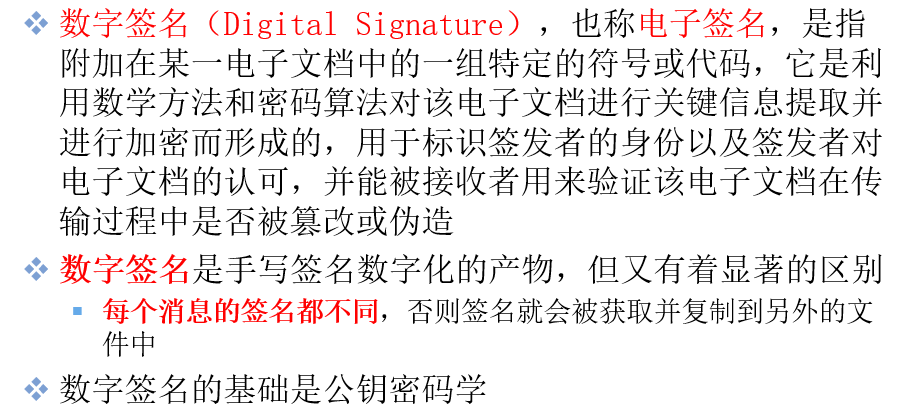 数字签名（Digital Signature），也称电子签名，是指
附加在某一电子文档中的一组特定的符号或代码，它是利
用数学方法和密码算法对该电子文档进行关键信息提取并
进行加密而形成的，用于标识签发者的身份以及签发者对
电子文档的认可，并能被接收者用来验证该电子文档在传
输过程中是否被篡改或伪造
数字签名是手写签名数字化的产物，但又有着显著的区别
每个消息的签名都不同，否则签名就会被获取并复制到另外的文
件中
数字签名的基础是公钥密码学